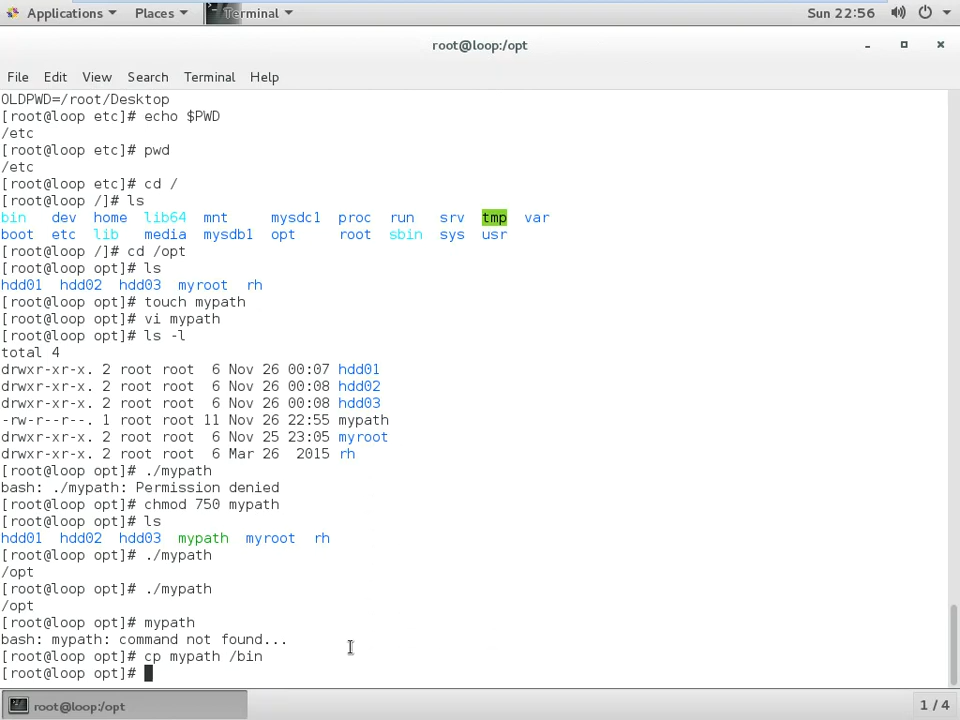 Applications Places Terminal Sun 22:56
root@loop:/opt
File Edit View Search Terminal Help
OLDPWD=/root/Desktop
[root@loop etc]# echo $PWD
/etc
[root@loop etc]# pwd
/etc
[root@loop etc]# cd /
[root@loop /]# ls
bin dev home lib64 mnt mysdc1 proc run srv tmp var
boot etc lib media mysdb1 opt root sbin sys usr
[root@loop /]# cd /opt
[root@loop opt]# ls
hdd01 hdd02 hdd03 myroot rh
[root@loop opt]# touch mypath
[root@loop opt]# vi mypath
[root@loop opt]# ls -l
total 4
drwxr-xr-x. 2 root root 6 Nov 26 00:07 hdd01
drwxr-xr-x. 2 root root 6 Nov 26 00:08 hdd02
drwxr-xr-x. 2 root root 6 Nov 26 00:08 hdd03
-rw-r--r--. 1 root root 11 Nov 26 22:55 mypath
drwxr-xr-x. 2 root root 6 Nov 25 23:05 myroot
drwxr-xr-x. 2 root root 6 Mar 26 2015 rh
[root@loop opt]# ./mypath
bash: ./mypath: Permission denied
[root@loop opt]# chmod 750 mypath
[root@loop opt]# ls
hdd01 hdd02 hdd03 mypath myroot rh
[root@loop opt]# ./mypath
/opt
[root@loop opt]# ./mypath
/opt
[root@loop opt]# mypath
bash: mypath: command not found...
[root@loop opt]# cp mypath /bin
[root@loop opt]#
root@loop:/opt 1 / 4